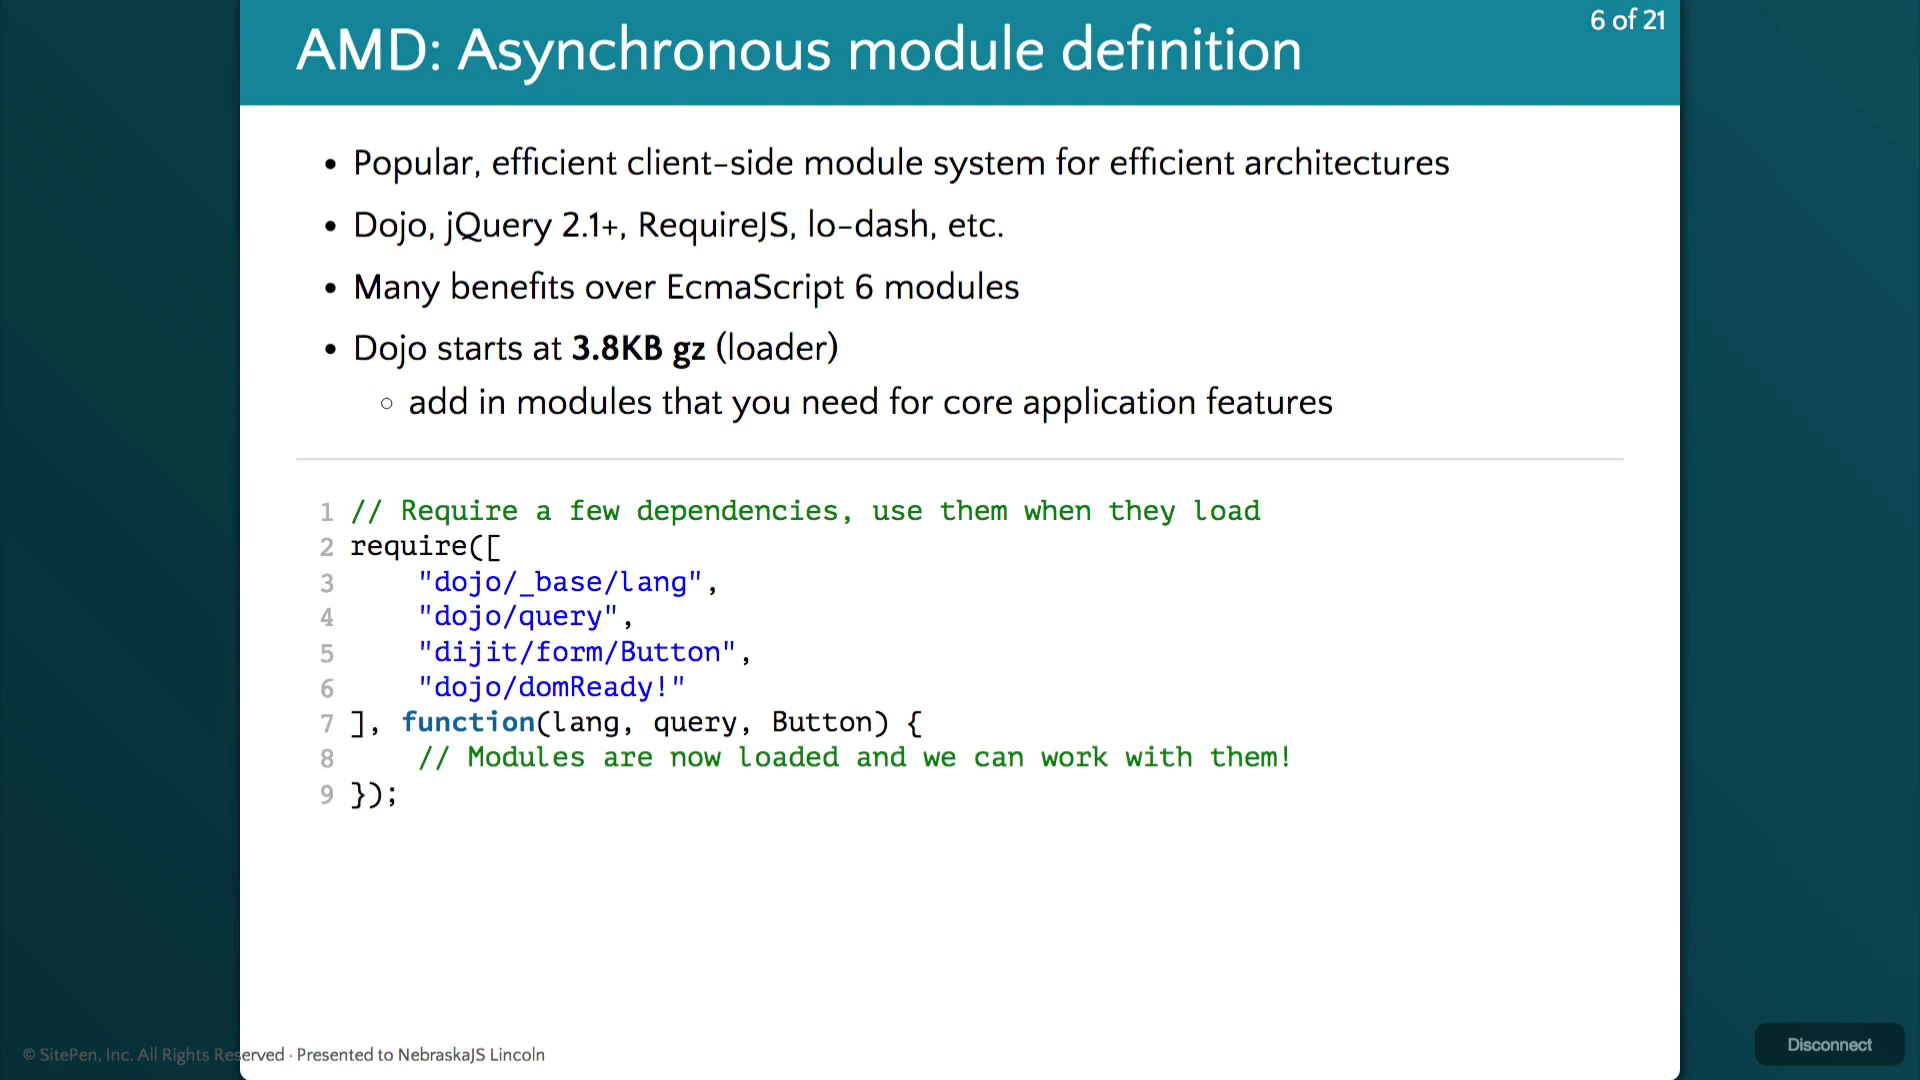 6 of 21
AMD: Asynchronous module definition
• Popular, efficient client-side module system for efficient architectures
• Dojo, jQuery 2.1+, RequireJS, lo-dash, etc.
• Many benefits over EcmaScript 6 modules
• Dojo starts at 3.8KB gz (loader)
○ add in modules that you need for core application features
1 // Require a few dependencies, use them when they load
2 require([
3     "dojo/_base/lang",
4     "dojo/query",
5     "dijit/form/Button",
6     "dojo/domReady!"
7 ], function(lang, query, Button) {
8     // Modules are now loaded and we can work with them!
9 });
© SitePen, Inc. All Rights Reserved · Presented to NebraskaJS Lincoln
Disconnect